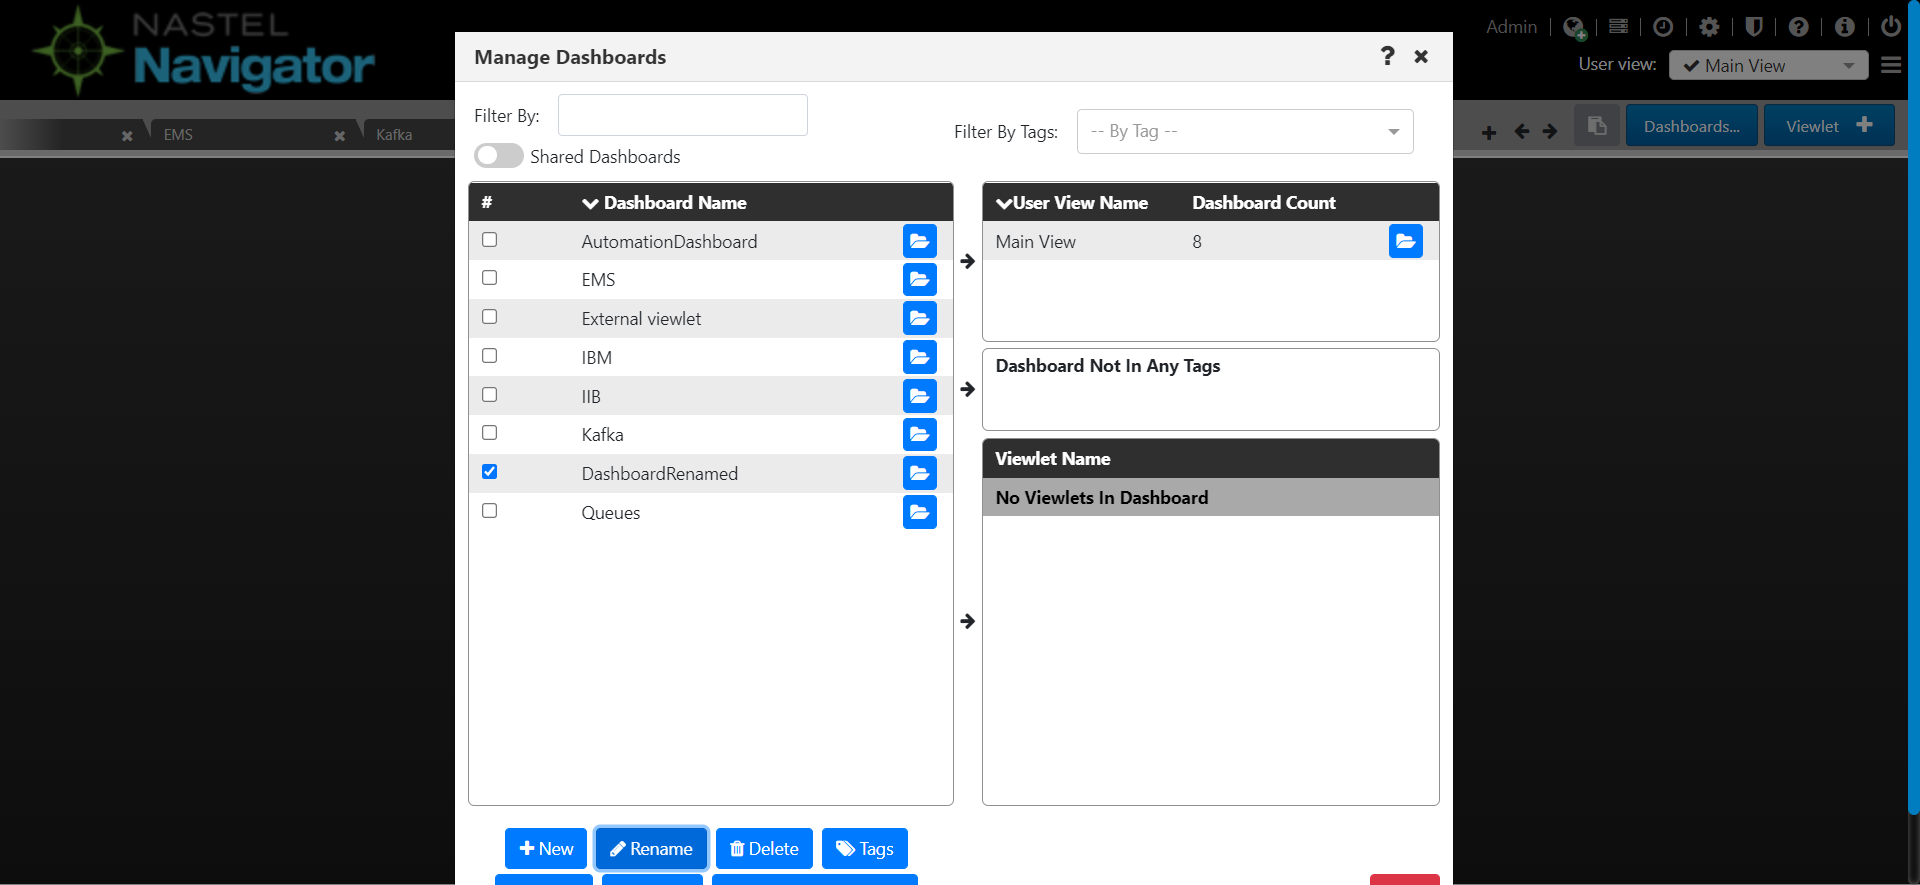 NASTEL
Navigator
Admin
User view:
Main View
EMS
Kafka
Dashboards...
Viewlet
Manage Dashboards
Filter By:
Filter By Tags:
-- By Tag --
Shared Dashboards
#
Dashboard Name
AutomationDashboard
EMS
External viewlet
IBM
IIB
Kafka
DashboardRenamed
Queues
User View Name
Dashboard Count
Main View
8
Dashboard Not In Any Tags
Viewlet Name
No Viewlets In Dashboard
New
Rename
Delete
Tags